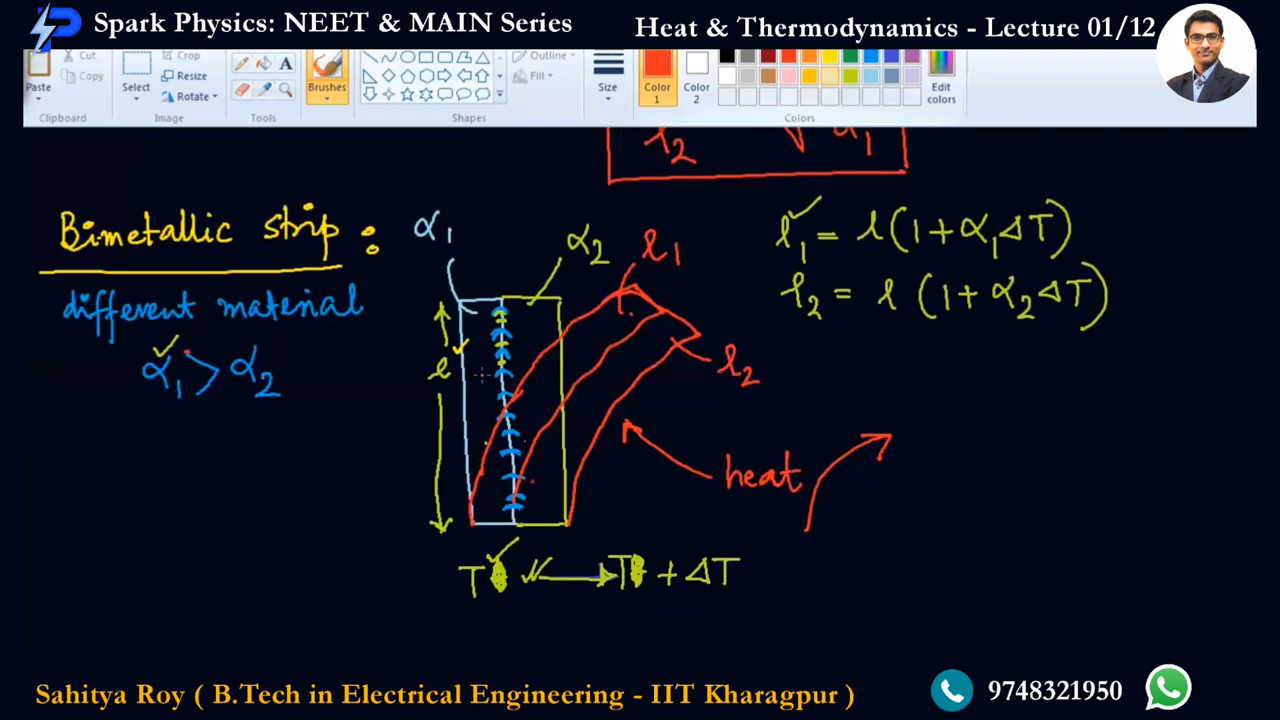 Spark Physics: NEET & MAIN Series
Heat & Thermodynamics - Lecture 01/12
Cut
Copy
Paste
Clipboard
Crop
Resize
Rotate
Select
Image
A
Tools
Brushes
Outline
Fill
Shapes
Size
Color 1
Color 2
Edit colors
Colors
l2 √ α1
Bimetallic strip :
different material
α1 > α2
α1
α2
l1
l
l2
heat
T → T + ΔT
l1 = l(1+α1ΔT)
l2 = l (1+α2ΔT)
Sahitya Roy ( B.Tech in Electrical Engineering - IIT Kharagpur )
9748321950